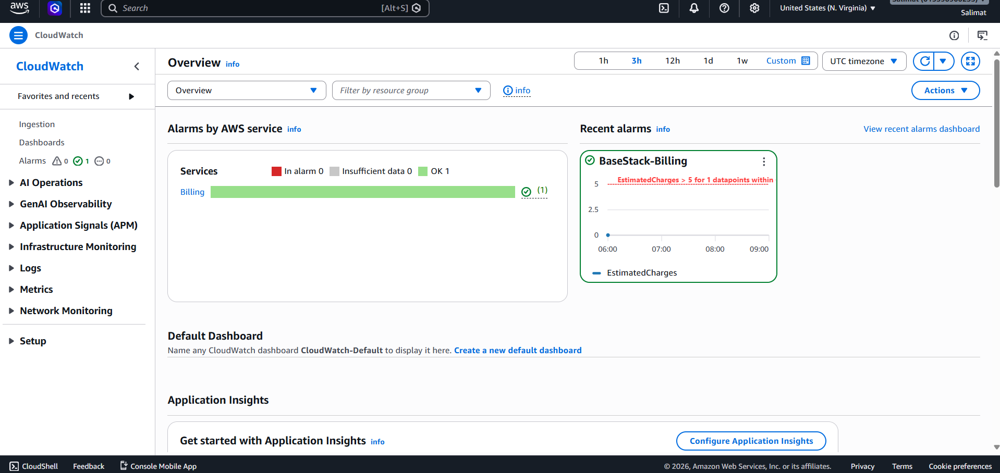 aws
Search [Alt+S]
United States (N. Virginia)
Salimat
CloudWatch
CloudWatch
Favorites and recents
Ingestion
Dashboards
Alarms 0 1 0
AI Operations
GenAI Observability
Application Signals (APM)
Infrastructure Monitoring
Logs
Metrics
Network Monitoring
Setup
Overview info
1h 3h 12h 1d 1w Custom UTC timezone
Overview Filter by resource group info Actions
Alarms by AWS service info
Services In alarm 0 Insufficient data 0 OK 1
Billing (1)
Recent alarms info View recent alarms dashboard
BaseStack-Billing
EstimatedCharges > 5 for 1 datapoints within
5
2.5
0
06:00 07:00 08:00 09:00
EstimatedCharges
Default Dashboard
Name any CloudWatch dashboard CloudWatch-Default to display it here. Create a new default dashboard
Application Insights
Get started with Application Insights info Configure Application Insights
CloudShell Feedback Console Mobile App © 2026, Amazon Web Services, Inc. or its affiliates. Privacy Terms Cookie preferences